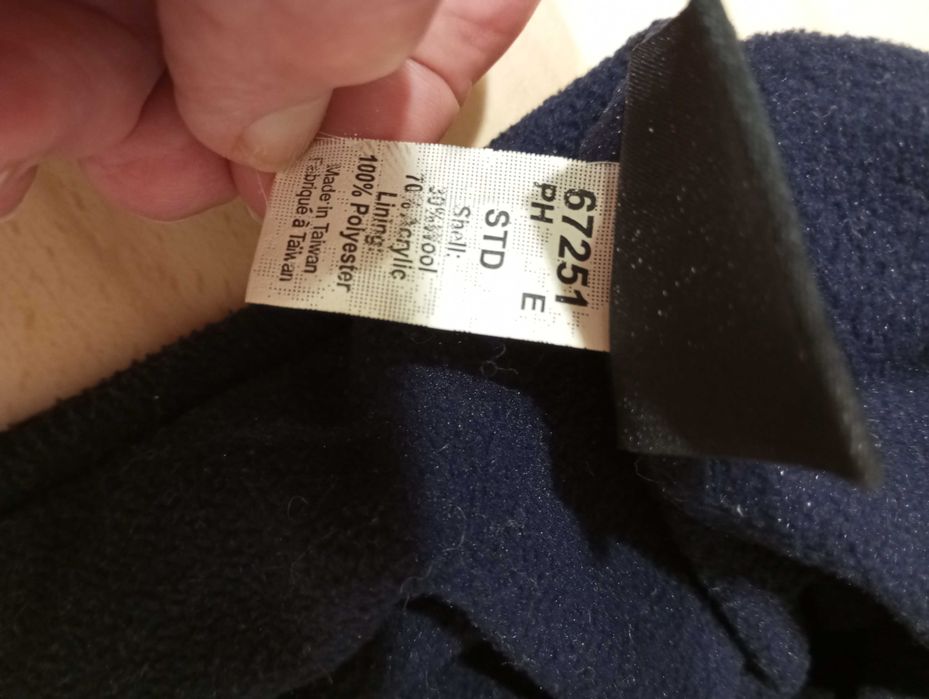 67251
PH E
STD
Shell:
30% Wool
70% Acrylic
Lining:
100% Polyester
Made in Taiwan
Fabriqué à Taïwan